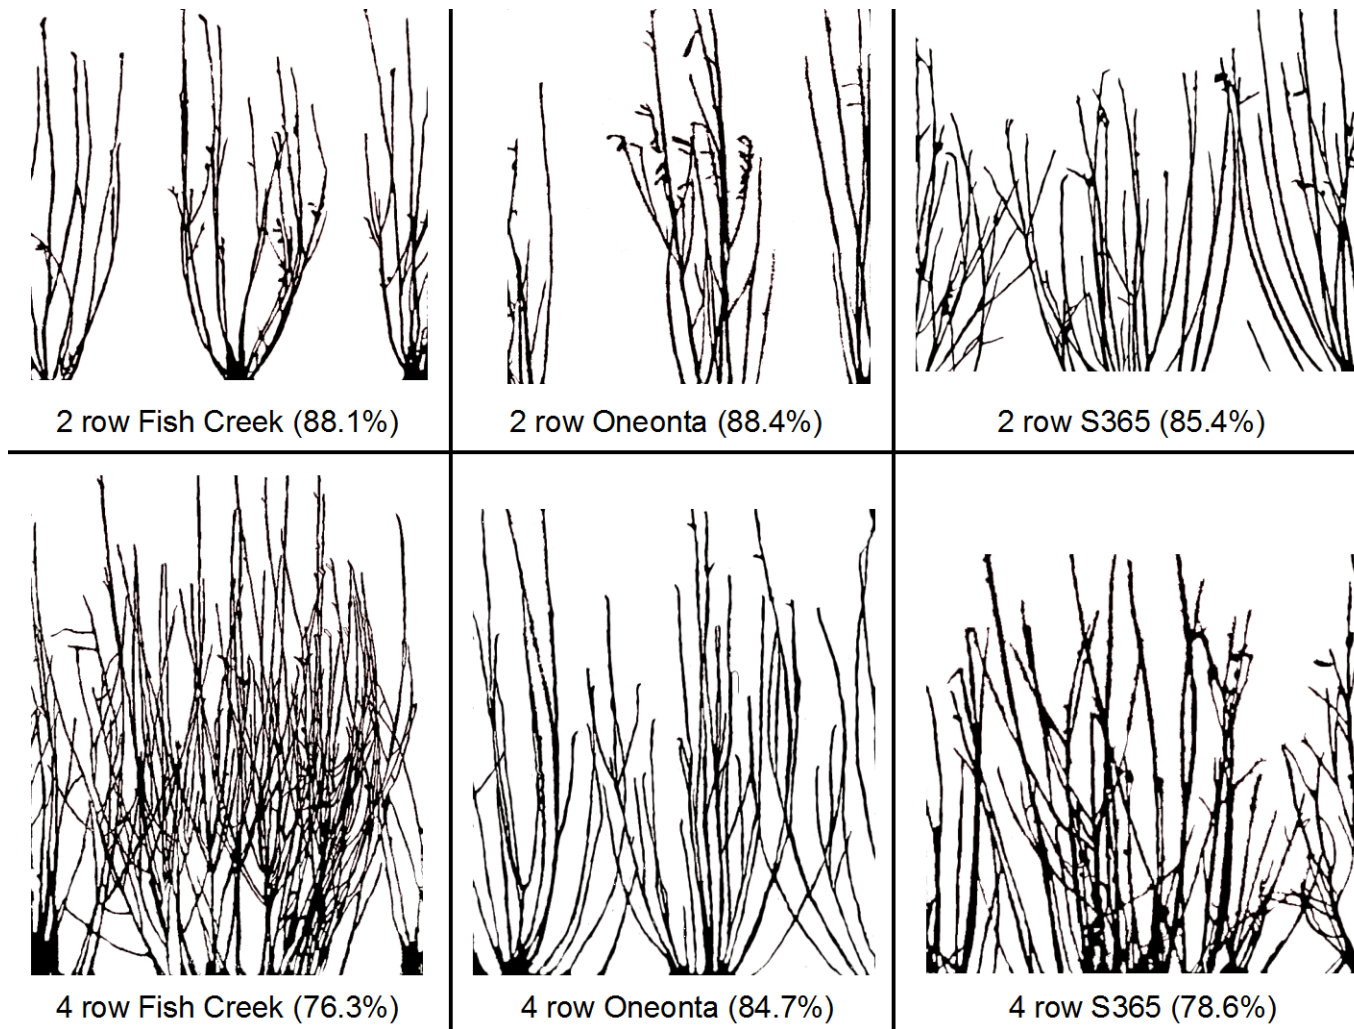 2 row Fish Creek (88.1%)
2 row Oneonta (88.4%)
2 row S365 (85.4%)
4 row Fish Creek (76.3%)
4 row Oneonta (84.7%)
4 row S365 (78.6%)